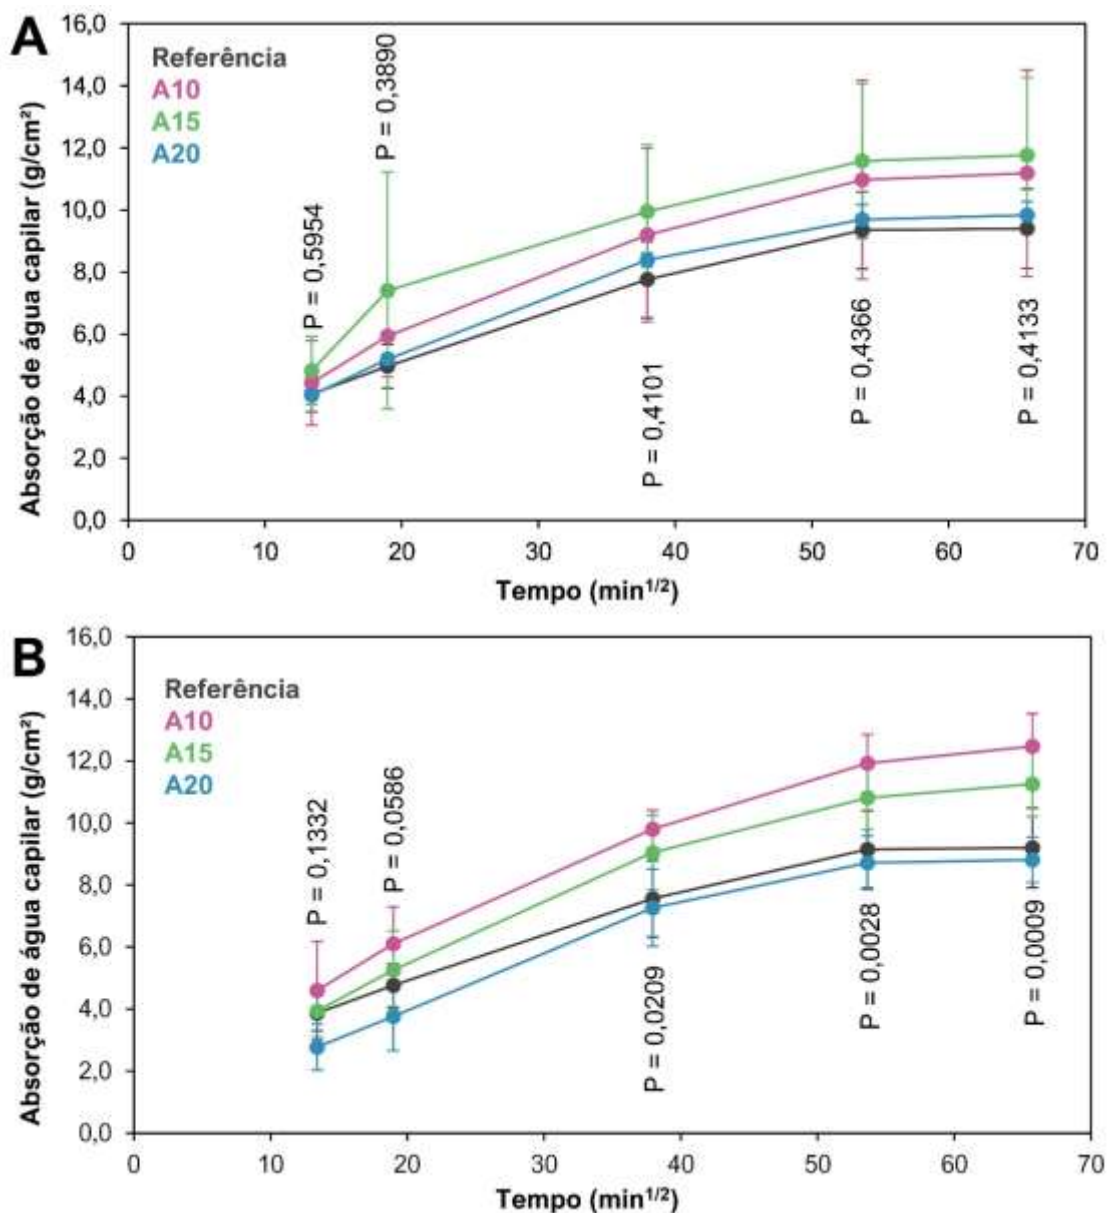 A
Absorção de água capilar (g/cm²)
16,0
14,0
12,0
10,0
8,0
6,0
4,0
2,0
0,0
Referência
A10
A15
A20
P = 0,5954
P = 0,3890
P = 0,4101
P = 0,4366
P = 0,4133
0 10 20 30 40 50 60 70
Tempo (min¹/²)
B
Absorção de água capilar (g/cm²)
16,0
14,0
12,0
10,0
8,0
6,0
4,0
2,0
0,0
Referência
A10
A15
A20
P = 0,1332
P = 0,0586
P = 0,0209
P = 0,0028
P = 0,0009
0 10 20 30 40 50 60 70
Tempo (min¹/²)